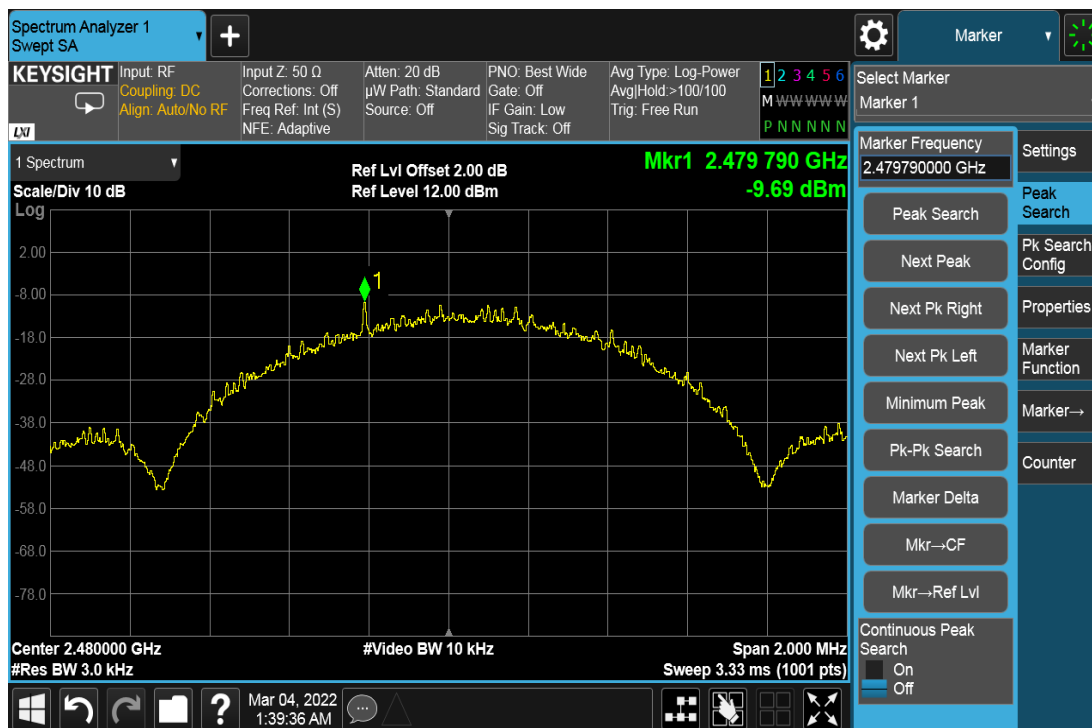 Spectrum Analyzer 1
Swept SA
+
Marker
KEYSIGHT
LXI
Input: RF
Coupling: DC
Align: Auto/No RF
Input Z: 50 Ω
Corrections: Off
Freq Ref: Int (S)
NFE: Adaptive
Atten: 20 dB
µW Path: Standard
Source: Off
PNO: Best Wide
Gate: Off
IF Gain: Low
Sig Track: Off
Avg Type: Log-Power
Avg|Hold:>100/100
Trig: Free Run
1 2 3 4 5 6
M W W W W W
P N N N N N
Select Marker
Marker 1
1 Spectrum
Scale/Div 10 dB
Log
Ref Lvl Offset 2.00 dB
Ref Level 12.00 dBm
Mkr1 2.479 790 GHz
-9.69 dBm
1
2.00
-8.00
-18.0
-28.0
-38.0
-48.0
-58.0
-68.0
-78.0
Center 2.480000 GHz
#Res BW 3.0 kHz
#Video BW 10 kHz
Span 2.000 MHz
Sweep 3.33 ms (1001 pts)
Marker Frequency
2.479790000 GHz
Peak Search
Next Peak
Next Pk Right
Next Pk Left
Minimum Peak
Pk-Pk Search
Marker Delta
Mkr→CF
Mkr→Ref Lvl
Continuous Peak
Search
On
Off
Settings
Peak
Search
Pk Search
Config
Properties
Marker
Function
Marker→
Counter
?
Mar 04, 2022
1:39:36 AM